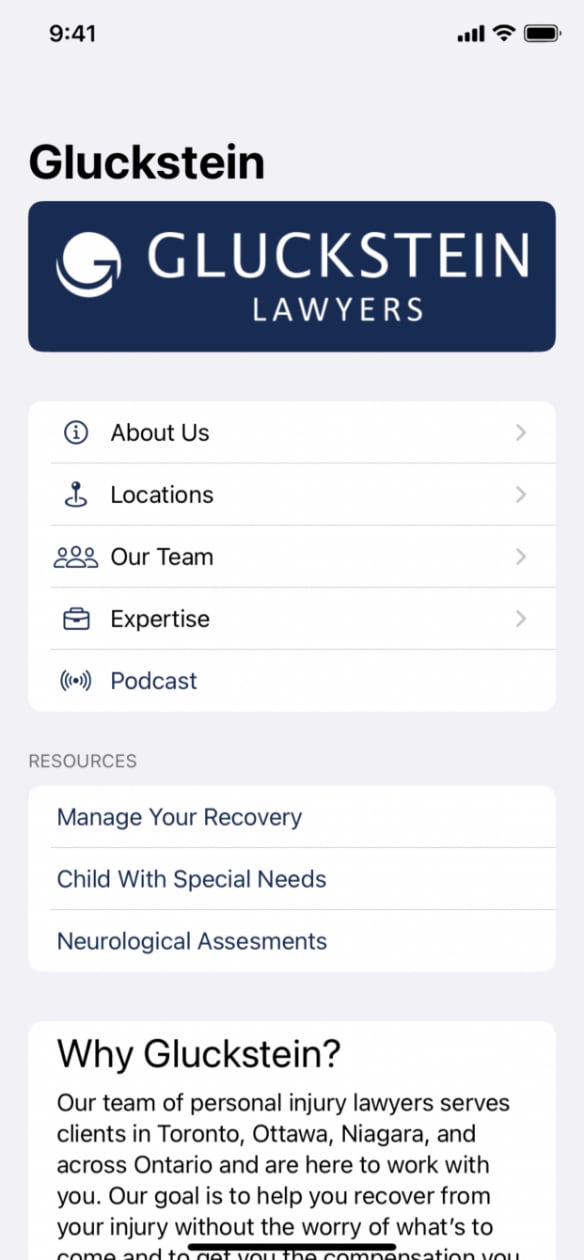 9:41
Gluckstein
GLUCKSTEIN
LAWYERS
About Us
Locations
Our Team
Expertise
Podcast
RESOURCES
Manage Your Recovery
Child With Special Needs
Neurological Assesments
Why Gluckstein?
Our team of personal injury lawyers serves
clients in Toronto, Ottawa, Niagara, and
across Ontario and are here to work with
you. Our goal is to help you recover from
your injury without the worry of what's to
come and to get you the compensation you